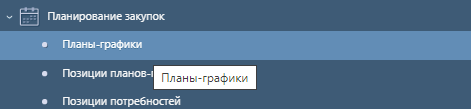 Планирование закупок
Планы-графики
Позиции планов-г
Планы-графики
Позиции потребностей